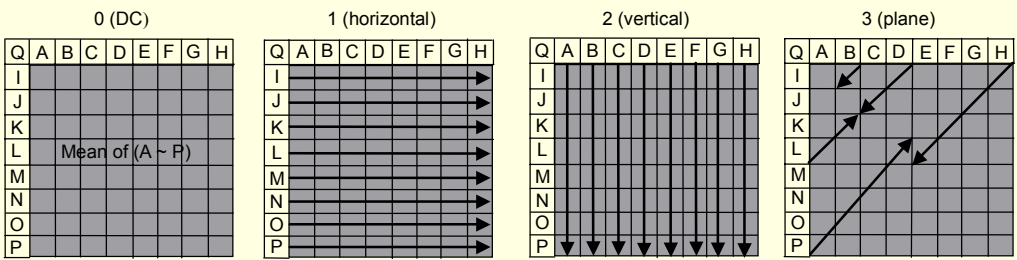 0 (DC)
Q A B C D E F G H
I
J
K
L
M
N
O
P
Mean of (A ~ P)
1 (horizontal)
Q A B C D E F G H
I
J
K
L
M
N
O
P
2 (vertical)
Q A B C D E F G H
I
J
K
L
M
N
O
P
3 (plane)
Q A B C D E F G H
I
J
K
L
M
N
O
P